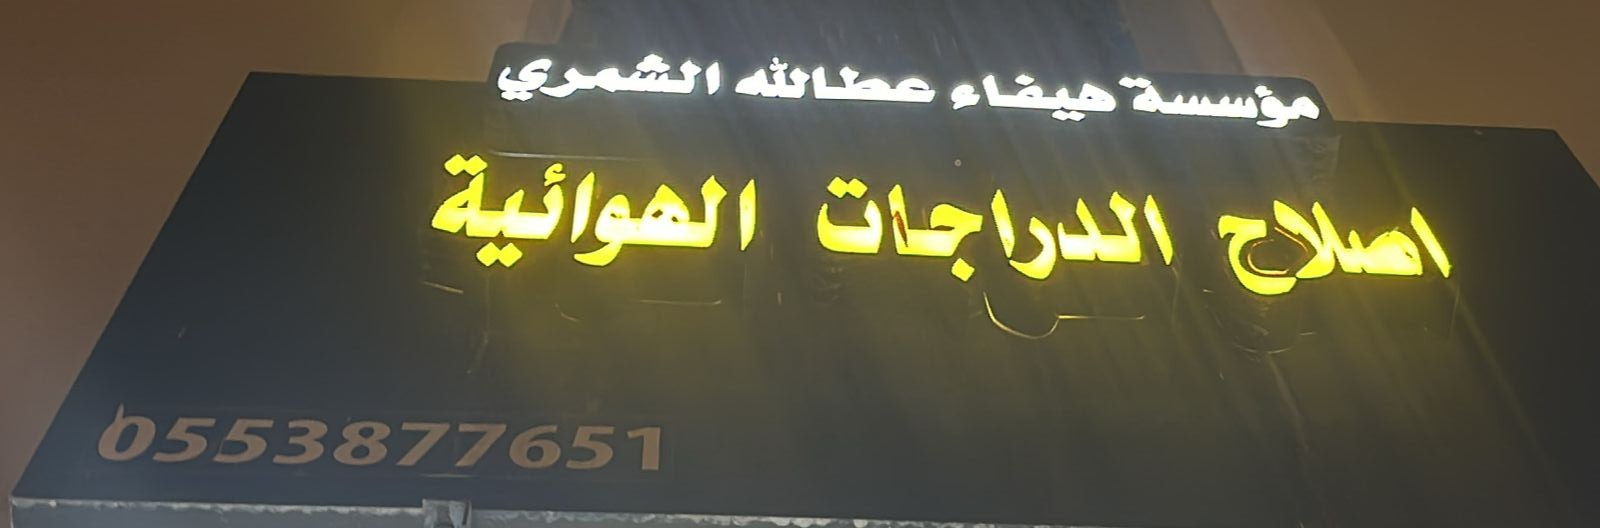 مؤسسة هيفاء عطالله الشمري
اصلاح الدراجات الهوائية
0553877651